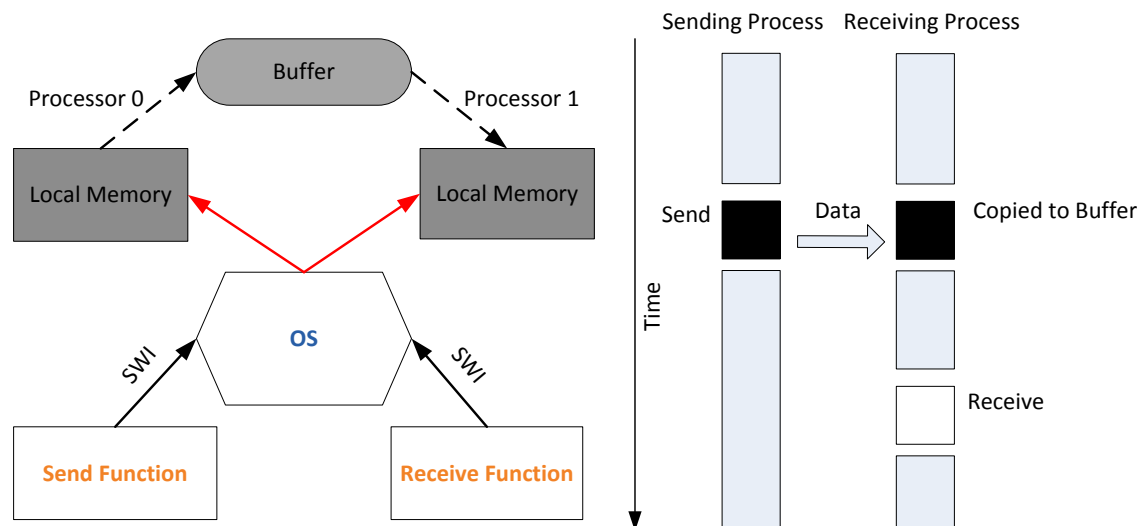 Buffer
Processor 0
Processor 1
Local Memory
Local Memory
OS
SWI
SWI
Send Function
Receive Function
Sending Process
Receiving Process
Send
Data
Copied to Buffer
Time
Receive